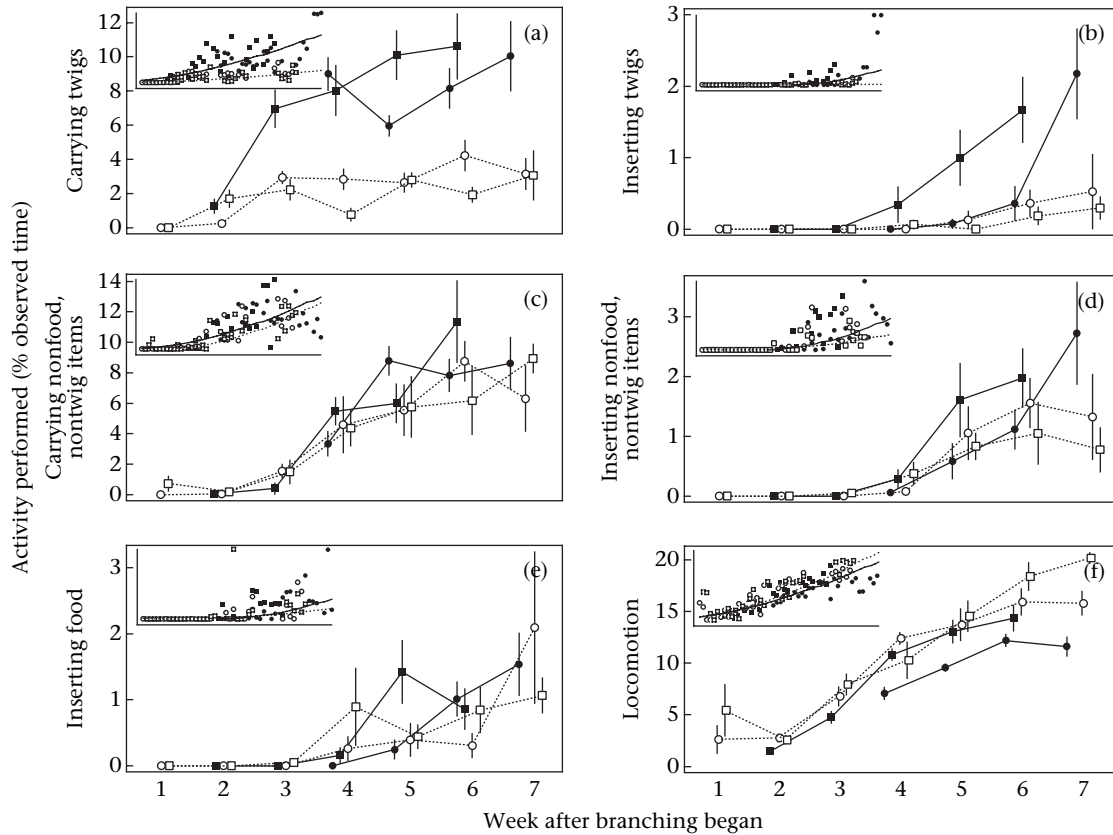 Activity performed (% observed time)
(a)
Carrying twigs
12
10
8
6
4
2
0
(b)
Inserting twigs
3
2
1
0
(c)
Carrying nonfood,
nontwig items
14
12
10
8
6
4
2
0
(d)
Inserting nonfood,
nontwig items
3
2
1
0
(e)
Inserting food
3
2
1
0
1 2 3 4 5 6 7
(f)
Locomotion
20
15
10
5
0
1 2 3 4 5 6 7
Week after branching began